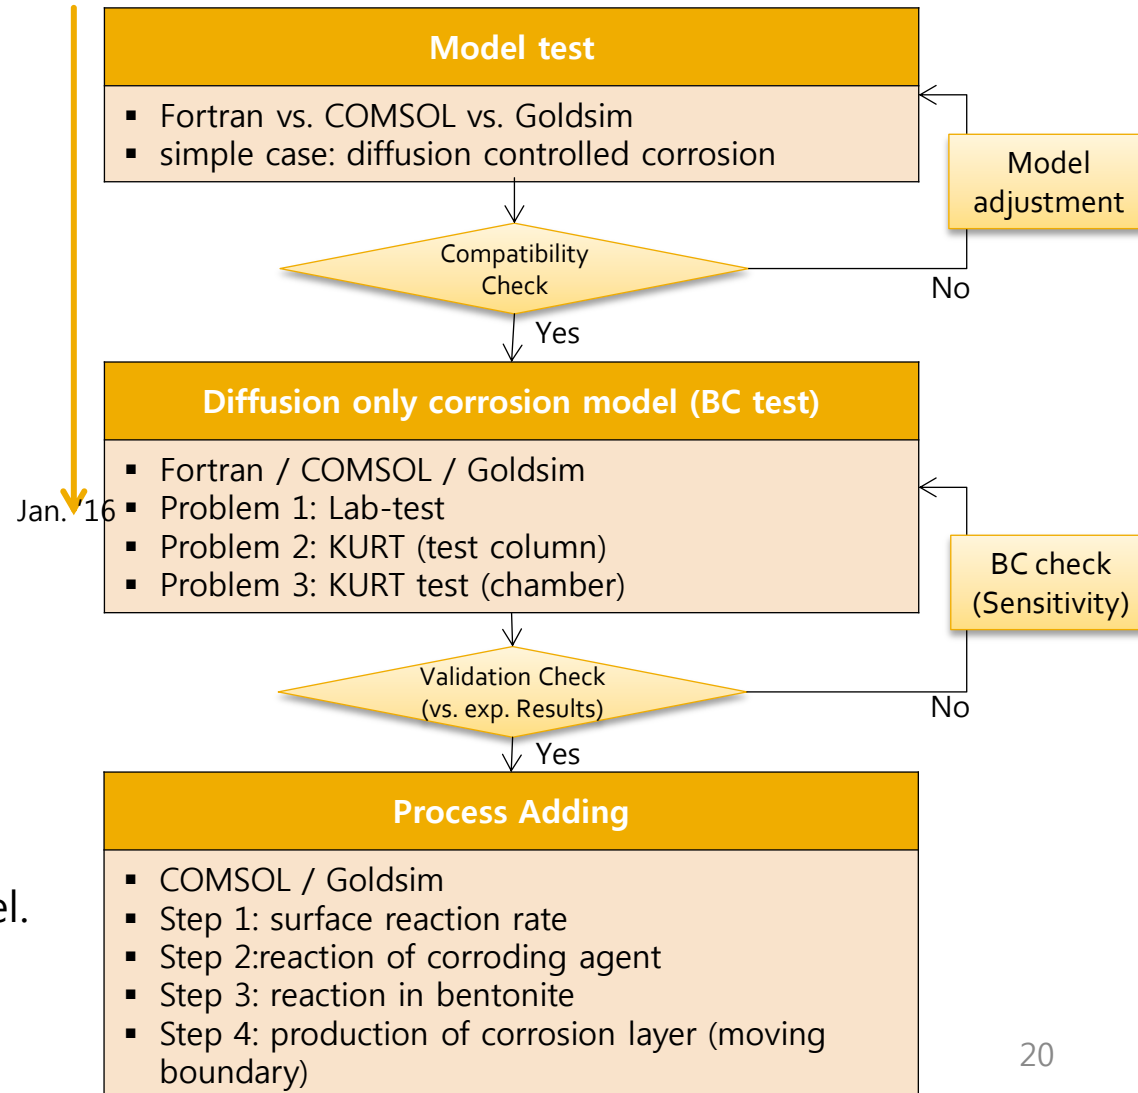 Model test
▪ Fortran vs. COMSOL vs. Goldsim
▪ simple case: diffusion controlled corrosion
Model
adjustment
Compatibility
Check
No
Yes
Diffusion only corrosion model (BC test)
▪ Fortran / COMSOL / Goldsim
▪ Problem 1: Lab-test
▪ Problem 2: KURT (test column)
▪ Problem 3: KURT test (chamber)
Jan. '16
BC check
(Sensitivity)
Validation Check
(vs. exp. Results)
No
Yes
Process Adding
▪ COMSOL / Goldsim
▪ Step 1: surface reaction rate
▪ Step 2:reaction of corroding agent
▪ Step 3: reaction in bentonite
▪ Step 4: production of corrosion layer (moving
boundary)
el.
20